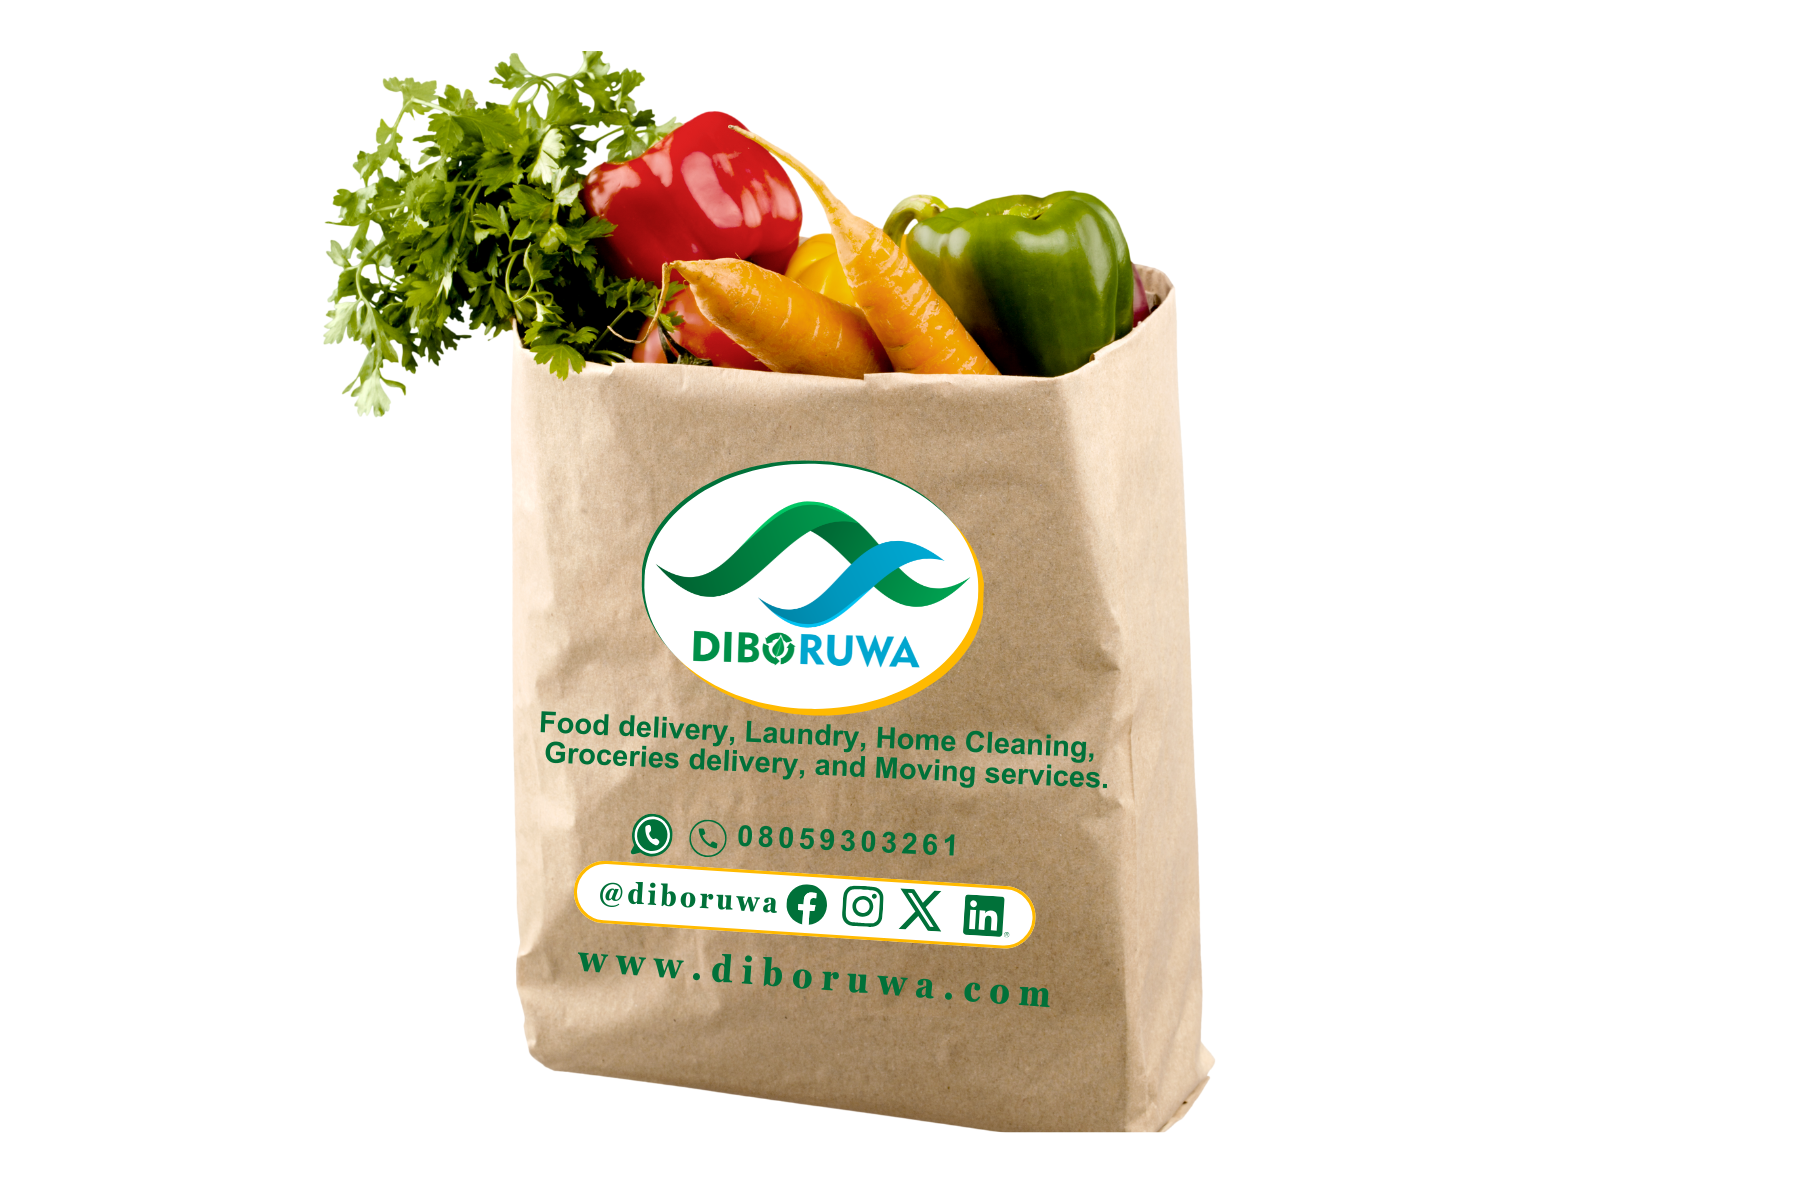 DIBORUWA
Food delivery, Laundry, Home Cleaning,
Groceries delivery, and Moving services.
08059303261
@diboruwa
www.diboruwa.com